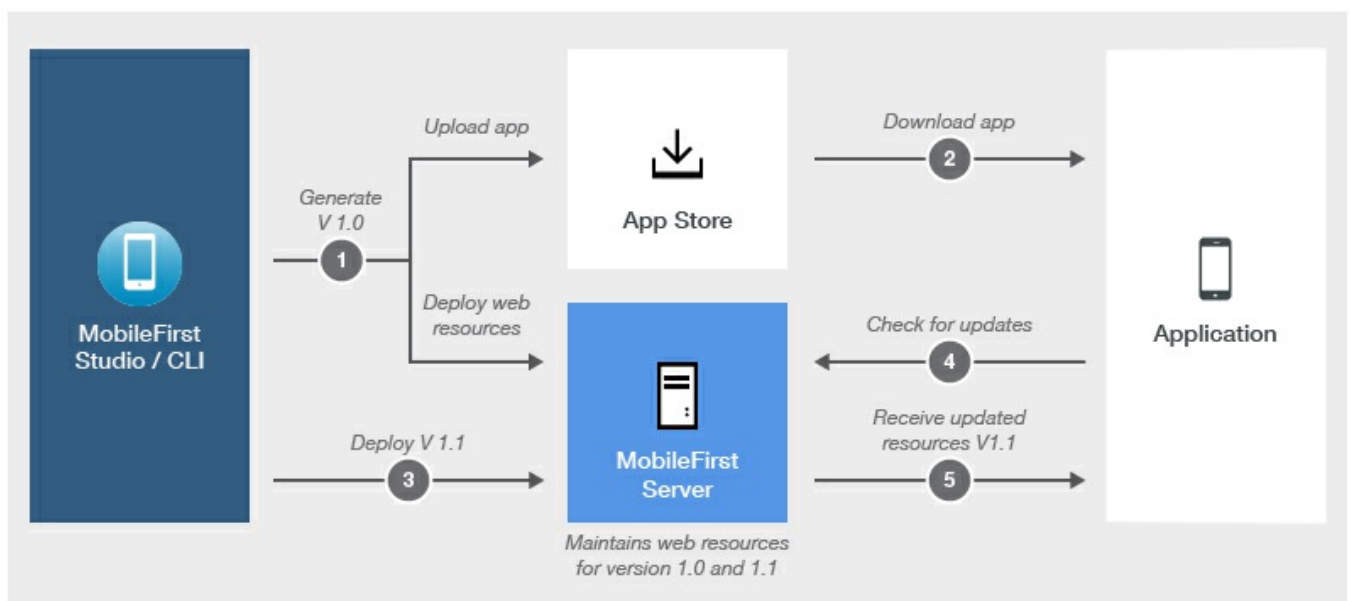 MobileFirst
Studio / CLI
Generate
V 1.0
1
Upload app
Deploy web
resources
Deploy V 1.1
3
App Store
MobileFirst
Server
Maintains web resources
for version 1.0 and 1.1
Download app
2
Check for updates
4
Receive updated
resources V1.1
5
Application